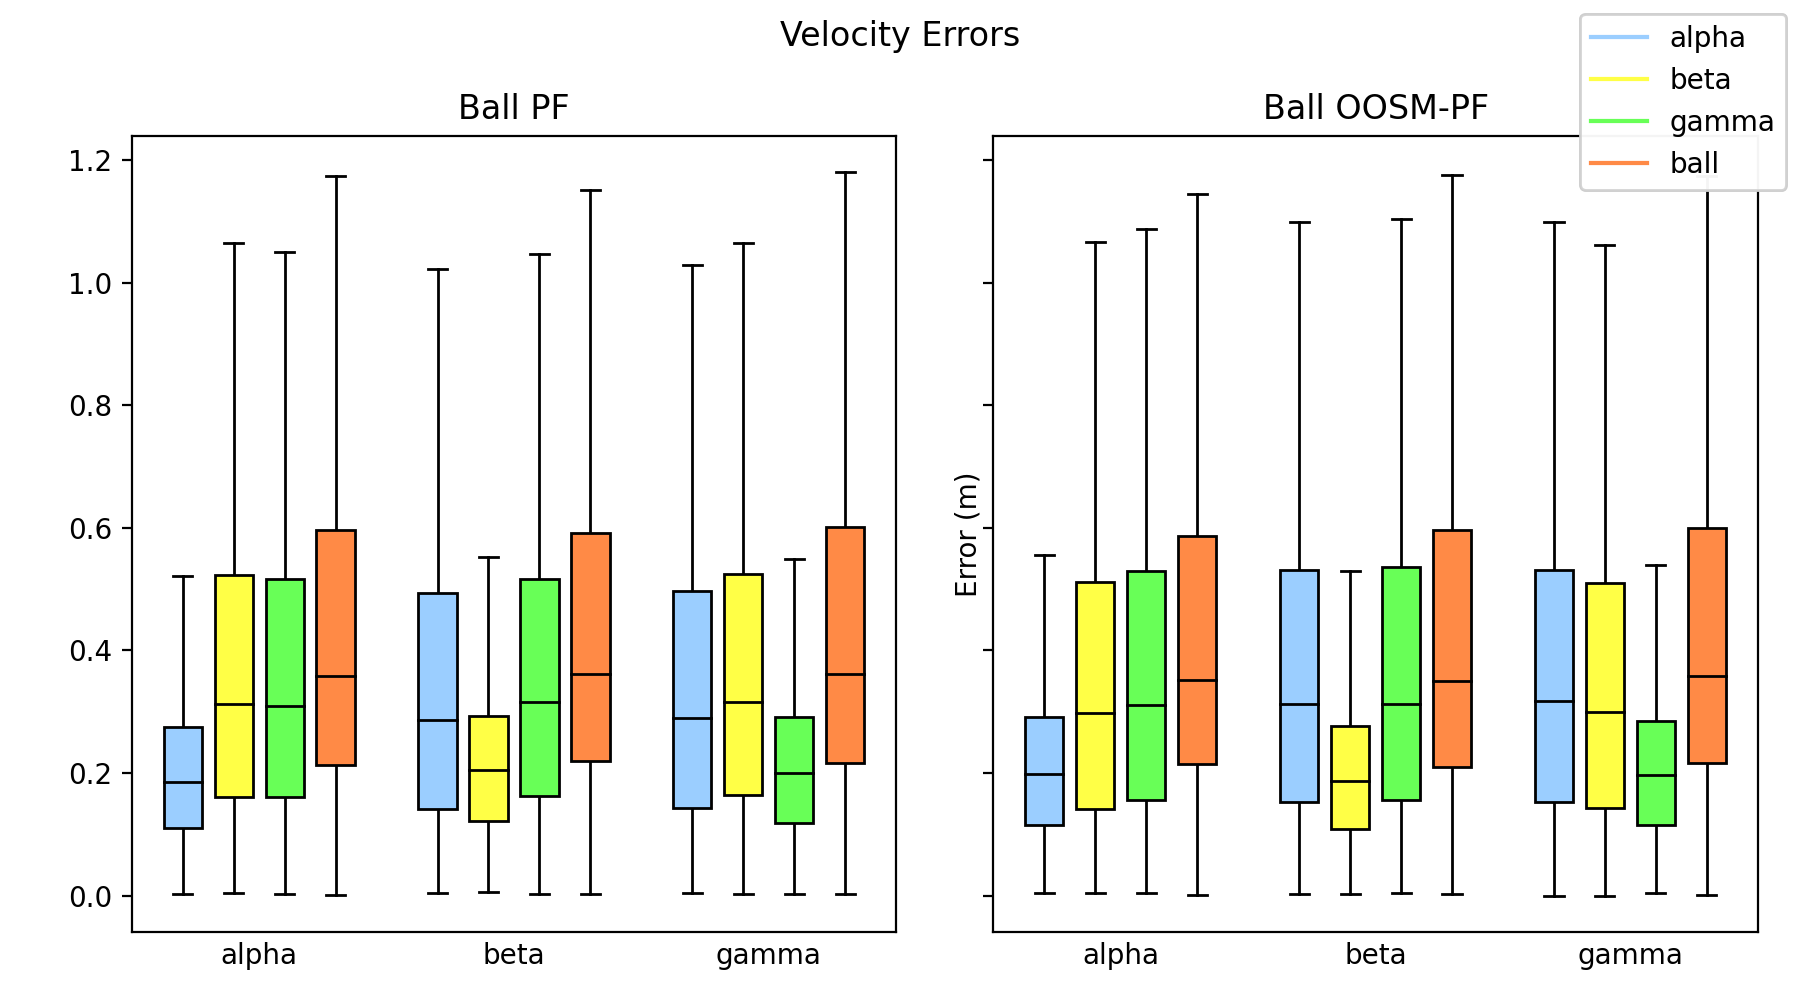 Velocity Errors
alpha
beta
gamma
ball
Ball PF
Ball OOSM-PF
1.2
1.0
0.8
0.6
0.4
0.2
0.0
Error (m)
alpha beta gamma
alpha beta gamma